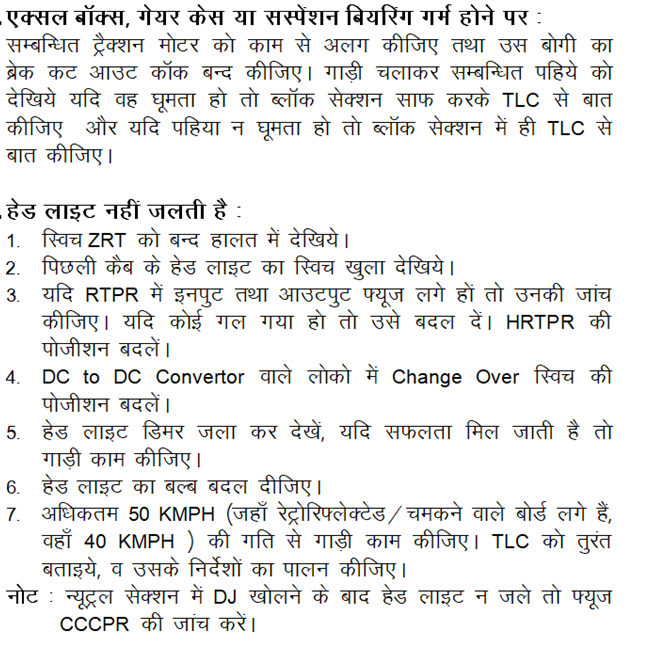 .एक्सल बॉक्स, गेयर केस या सस्पेंशन बियरिंग गर्म होने पर :
सम्बन्धित ट्रैक्शन मोटर को काम से अलग कीजिए तथा उस बोगी का
ब्रेक कट आउट कॉक बन्द कीजिए। गाड़ी चलाकर सम्बन्धित पहिये को
देखिये यदि वह घूमता हो तो ब्लॉक सेक्शन साफ करके TLC से बात
कीजिए और यदि पहिया न घूमता हो तो ब्लॉक सेक्शन में ही TLC से
बात कीजिए।
.हेड लाइट नहीं जलती है :
1. स्विच ZRT को बन्द हालत में देखिये।
2. पिछली कैब के हेड लाइट का स्विच खुला देखिये।
3. यदि RTPR में इनपुट तथा आउटपुट फ्यूज लगे हों तो उनकी जांच
कीजिए। यदि कोई गल गया हो तो उसे बदल दें। HRTPR की
पोजीशन बदलें।
4. DC to DC Convertor वाले लोको में Change Over स्विच की
पोजीशन बदलें।
5. हेड लाइट डिमर जला कर देखें, यदि सफलता मिल जाती है तो
गाड़ी काम कीजिए।
6. हेड लाइट का बल्ब बदल दीजिए।
7. अधिकतम 50 KMPH (जहाँ रेट्रोरिफ्लेक्टेड/चमकने वाले बोर्ड लगे हैं,
वहाँ 40 KMPH ) की गति से गाड़ी काम कीजिए। TLC को तुरंत
बताइये, व उसके निर्देशों का पालन कीजिए।
नोट : न्यूट्रल सेक्शन में DJ खोलने के बाद हेड लाइट न जले तो फ्यूज
CCCPR की जांच करें।